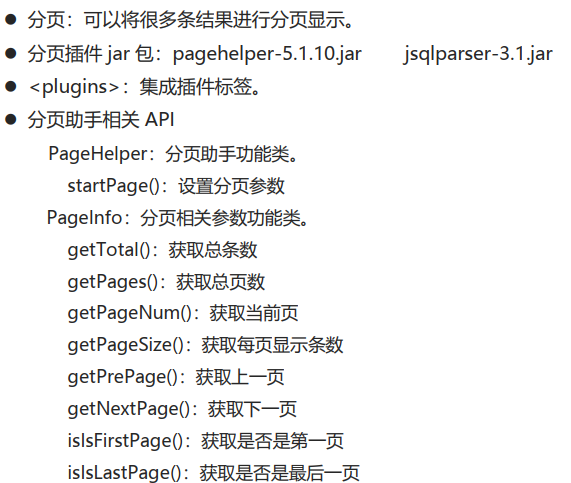 ● 分页：可以将很多条结果进行分页显示。
● 分页插件 jar 包：pagehelper-5.1.10.jar jsqlparser-3.1.jar
● <plugins>：集成插件标签。
● 分页助手相关 API
PageHelper：分页助手功能类。
startPage()：设置分页参数
PageInfo：分页相关参数功能类。
getTotal()：获取总条数
getPages()：获取总页数
getPageNum()：获取当前页
getPageSize()：获取每页显示条数
getPrePage()：获取上一页
getNextPage()：获取下一页
isIsFirstPage()：获取是否是第一页
isIsLastPage()：获取是否是最后一页